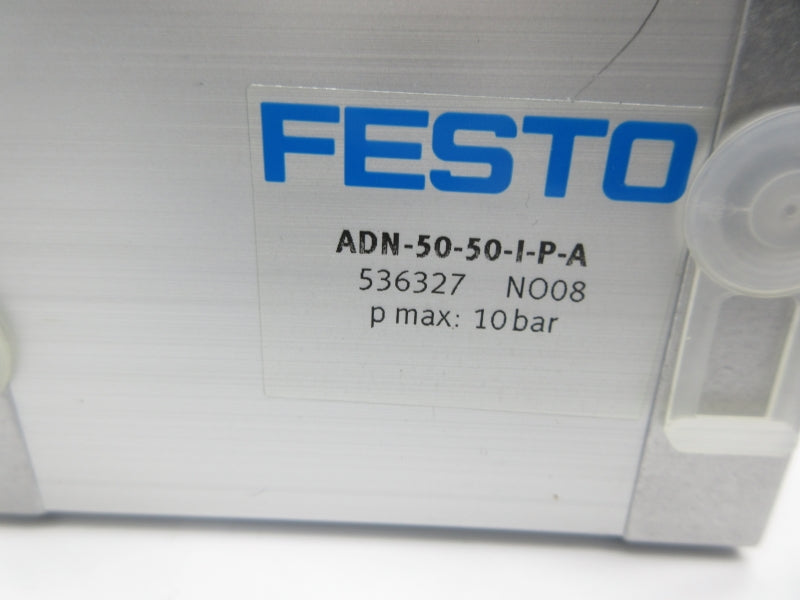 FESTO
ADN-50-50-I-P-A
536327 NO08
p max: 10 bar